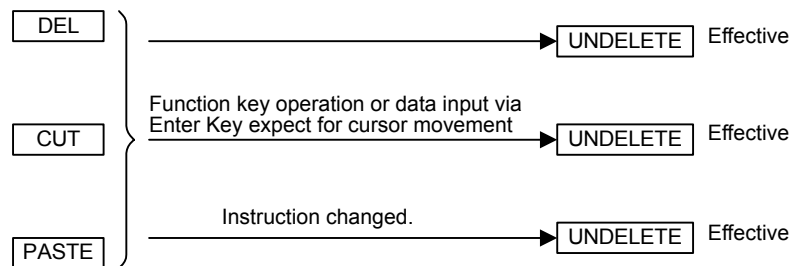 DEL
UNDELETE Effective
Function key operation or data input via
Enter Key expect for cursor movement
CUT
UNDELETE Effective
Instruction changed.
PASTE
UNDELETE Effective